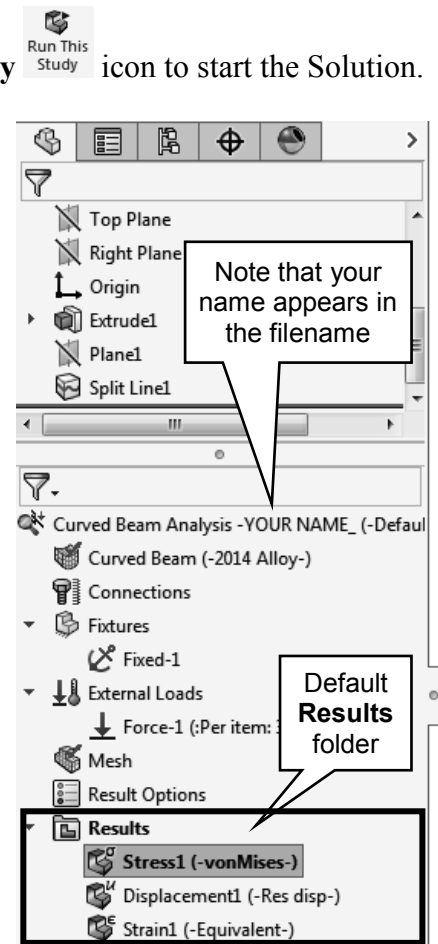 Run This
Study
y icon to start the Solution.
Top Plane
Right Plane
Origin
Extrude1
Plane1
Split Line1
Note that your
name appears in
the filename
Curved Beam Analysis -YOUR NAME_ (-Defaul
Curved Beam (-2014 Alloy-)
Connections
Fixtures
Fixed-1
External Loads
Force-1 (:Per item:
Mesh
Result Options
Default
Results
folder
Results
Stress1 (-vonMises-)
Displacement1 (-Res disp-)
Strain1 (-Equivalent-)